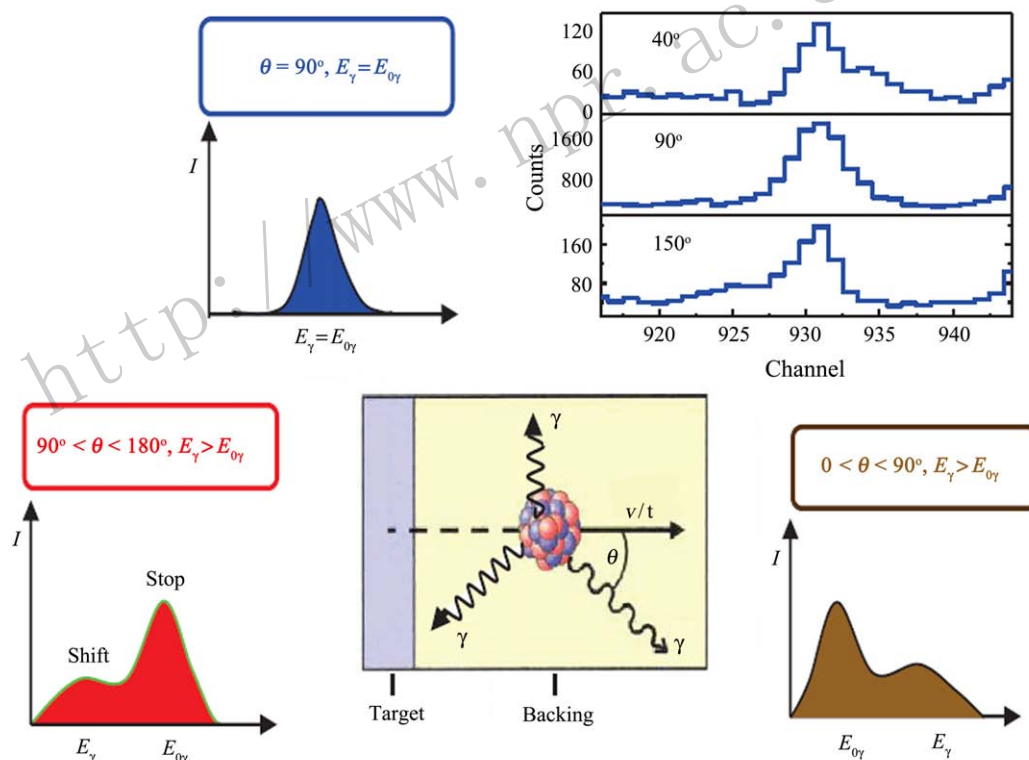 θ = 90°, Eγ = E0γ
I
Eγ = E0γ
120
60
0
40°
1600
800
90°
160
80
150°
Counts
920 925 930 935 940
Channel
http://www.npr.ac.c
90° < θ < 180°, Eγ > E0γ
I
Shift
Stop
Eγ E0γ
γ
v/t
θ
γ
γ
Target Backing
0 < θ < 90°, Eγ > E0γ
I
E0γ Eγ